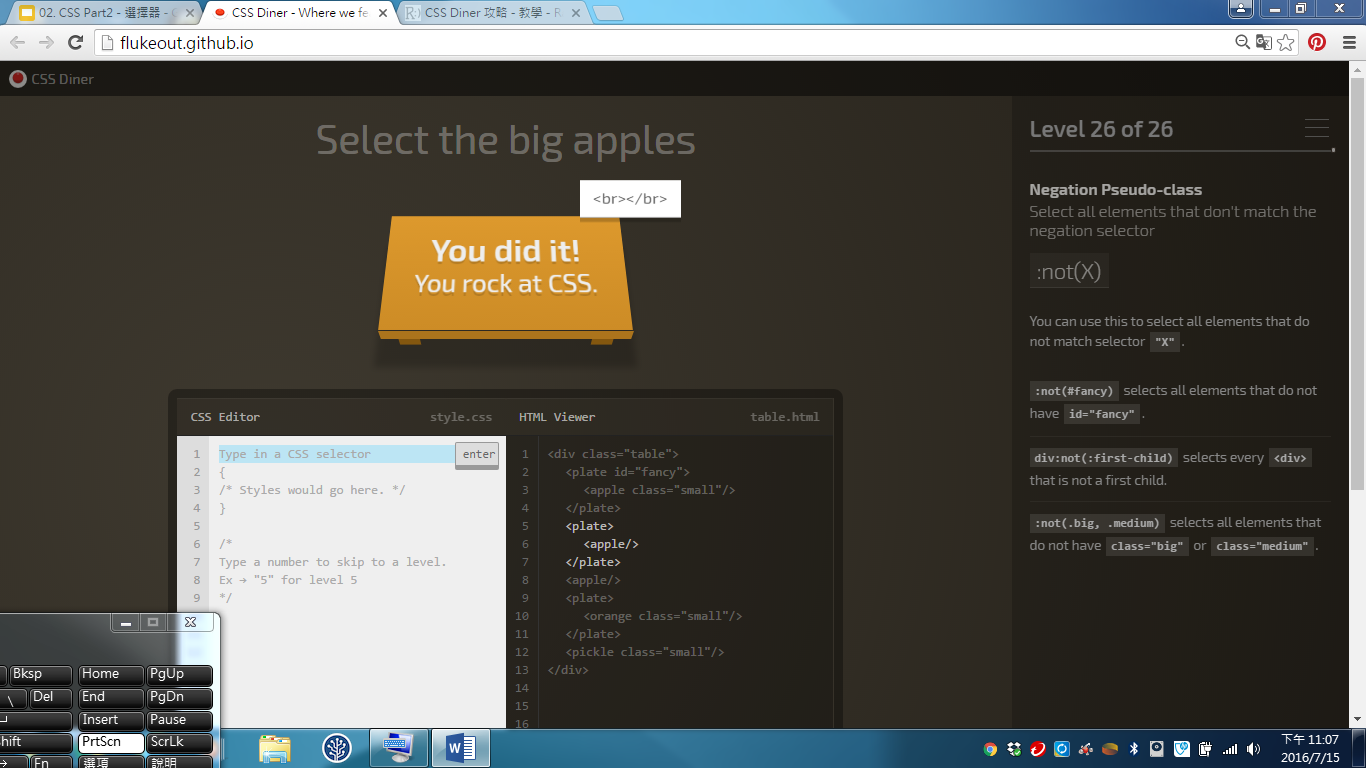 02. CSS Part2 - 選擇器 -
CSS Diner - Where we fe
CSS Diner 攻略 - 教學 - R
flukeout.github.io
CSS Diner
Select the big apples
<br></br>
You did it!
You rock at CSS.
CSS Editor
style.css
HTML Viewer
table.html
1 Type in a CSS selector
enter
2 {
3 /* Styles would go here. */
4 }
5
6 /*
7 Type a number to skip to a level.
8 Ex → "5" for level 5
9 */
1 <div class="table">
2 <plate id="fancy">
3 <apple class="small"/>
4 </plate>
5 <plate>
6 <apple/>
7 </plate>
8 <apple/>
9 <plate>
10 <orange class="small"/>
11 </plate>
12 <pickle class="small"/>
13 </div>
14
15
16
Level 26 of 26
Negation Pseudo-class
Select all elements that don't match the
negation selector
:not(X)
You can use this to select all elements that do
not match selector "X" .
:not(#fancy) selects all elements that do not
have id="fancy" .
div:not(:first-child) selects every <div>
that is not a first child.
:not(.big, .medium) selects all elements that
do not have class="big" or class="medium" .
Bksp Home PgUp
\ Del End PgDn
Insert Pause
hift PrtScn ScrLk
Fn 選項 說明
下午 11:07
2016/7/15